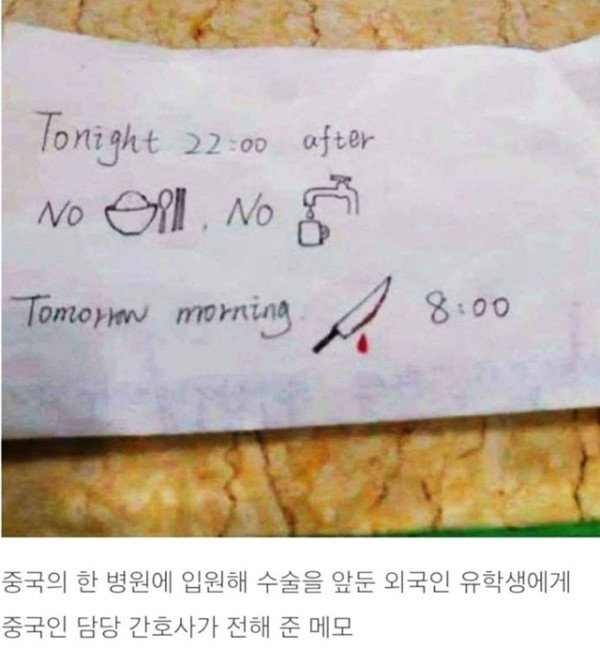 Tonight 22:00 after
No , No
Tomorrow morning. 8:00
중국의 한 병원에 입원해 수술을 앞둔 외국인 유학생에게
중국인 담당 간호사가 전해 준 메모